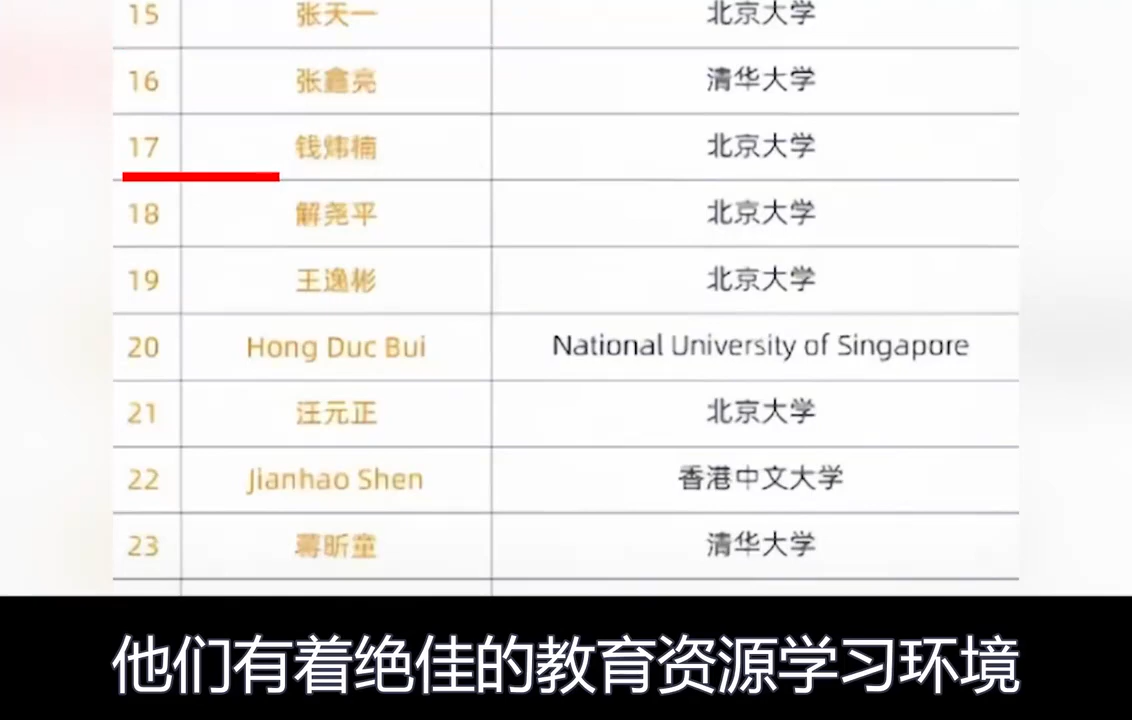 15 张天一 北京大学
16 张鑫亮 清华大学
17 钱炜楠 北京大学
18 解尧平 北京大学
19 王逸彬 北京大学
20 Hong Duc Bui National University of Singapore
21 汪元正 北京大学
22 Jianhao Shen 香港中文大学
23 蒋昕童 清华大学
他们有着绝佳的教育资源学习环境